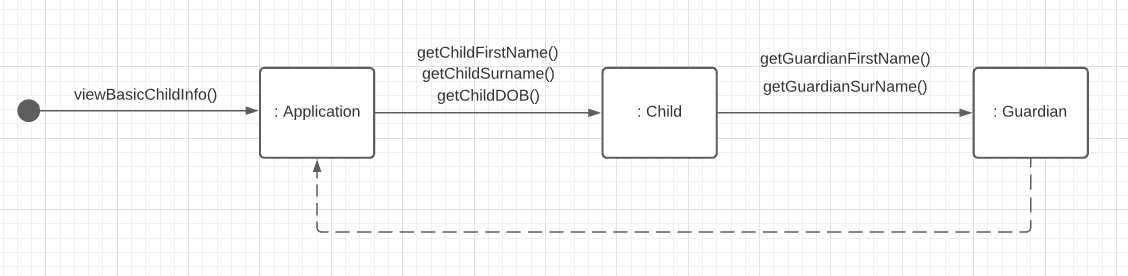 viewBasicChildInfo()
: Application
getChildFirstName()
getChildSurname()
getChildDOB()
: Child
getGuardianFirstName()
getGuardianSurName()
: Guardian